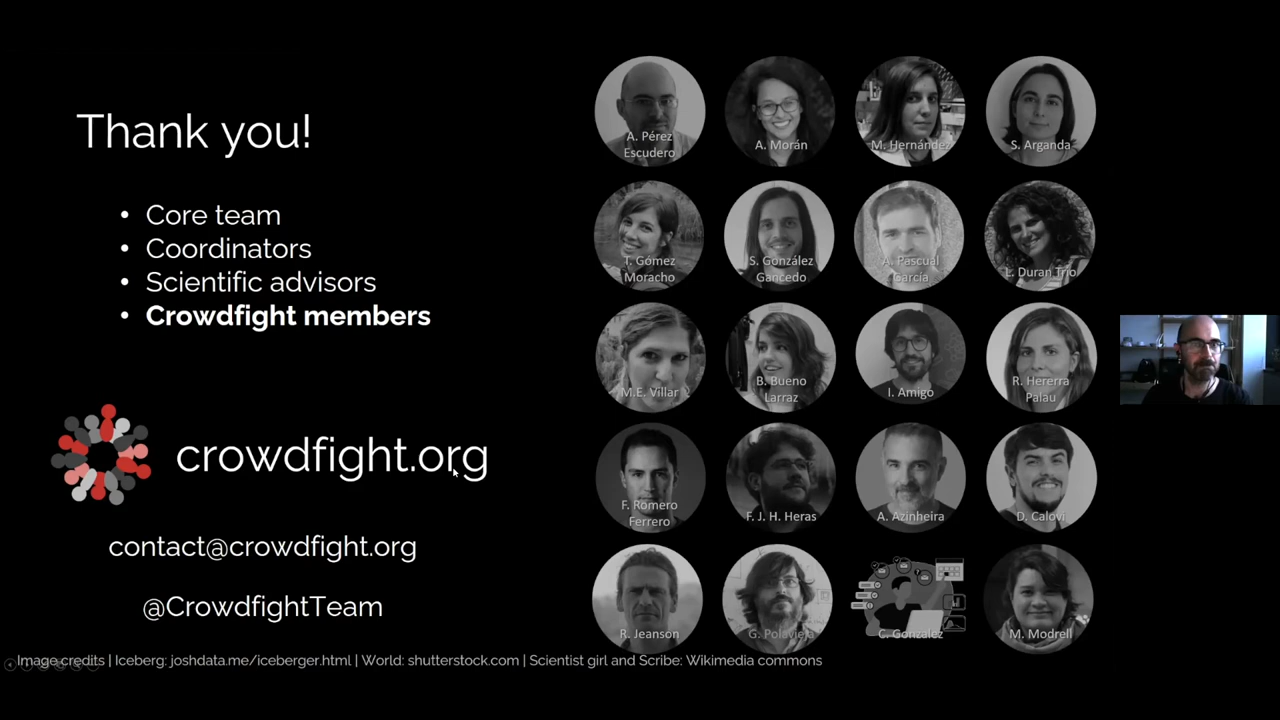 Thank you!
• Core team
• Coordinators
• Scientific advisors
• Crowdfight members
crowdfight.org
contact@crowdfight.org
@CrowdfightTeam
A. Pérez
Escudero
A. Morán
M. Hernández
S. Arganda
T. Gómez
Moracho
S. González
Gancedo
A. Pascual
García
L. Duran Trío
M.E. Villar
B. Bueno
Larraz
I. Amigo
R. Hererra
Palau
F. Romero
Ferrero
F. J. H. Heras
A. Azinheira
D. Calovi
R. Jeanson
G. Polavieja
C. González
M. Modrell
Image credits | Iceberg: joshdata.me/iceberger.html | World: shutterstock.com | Scientist girl and Scribe: Wikimedia commons